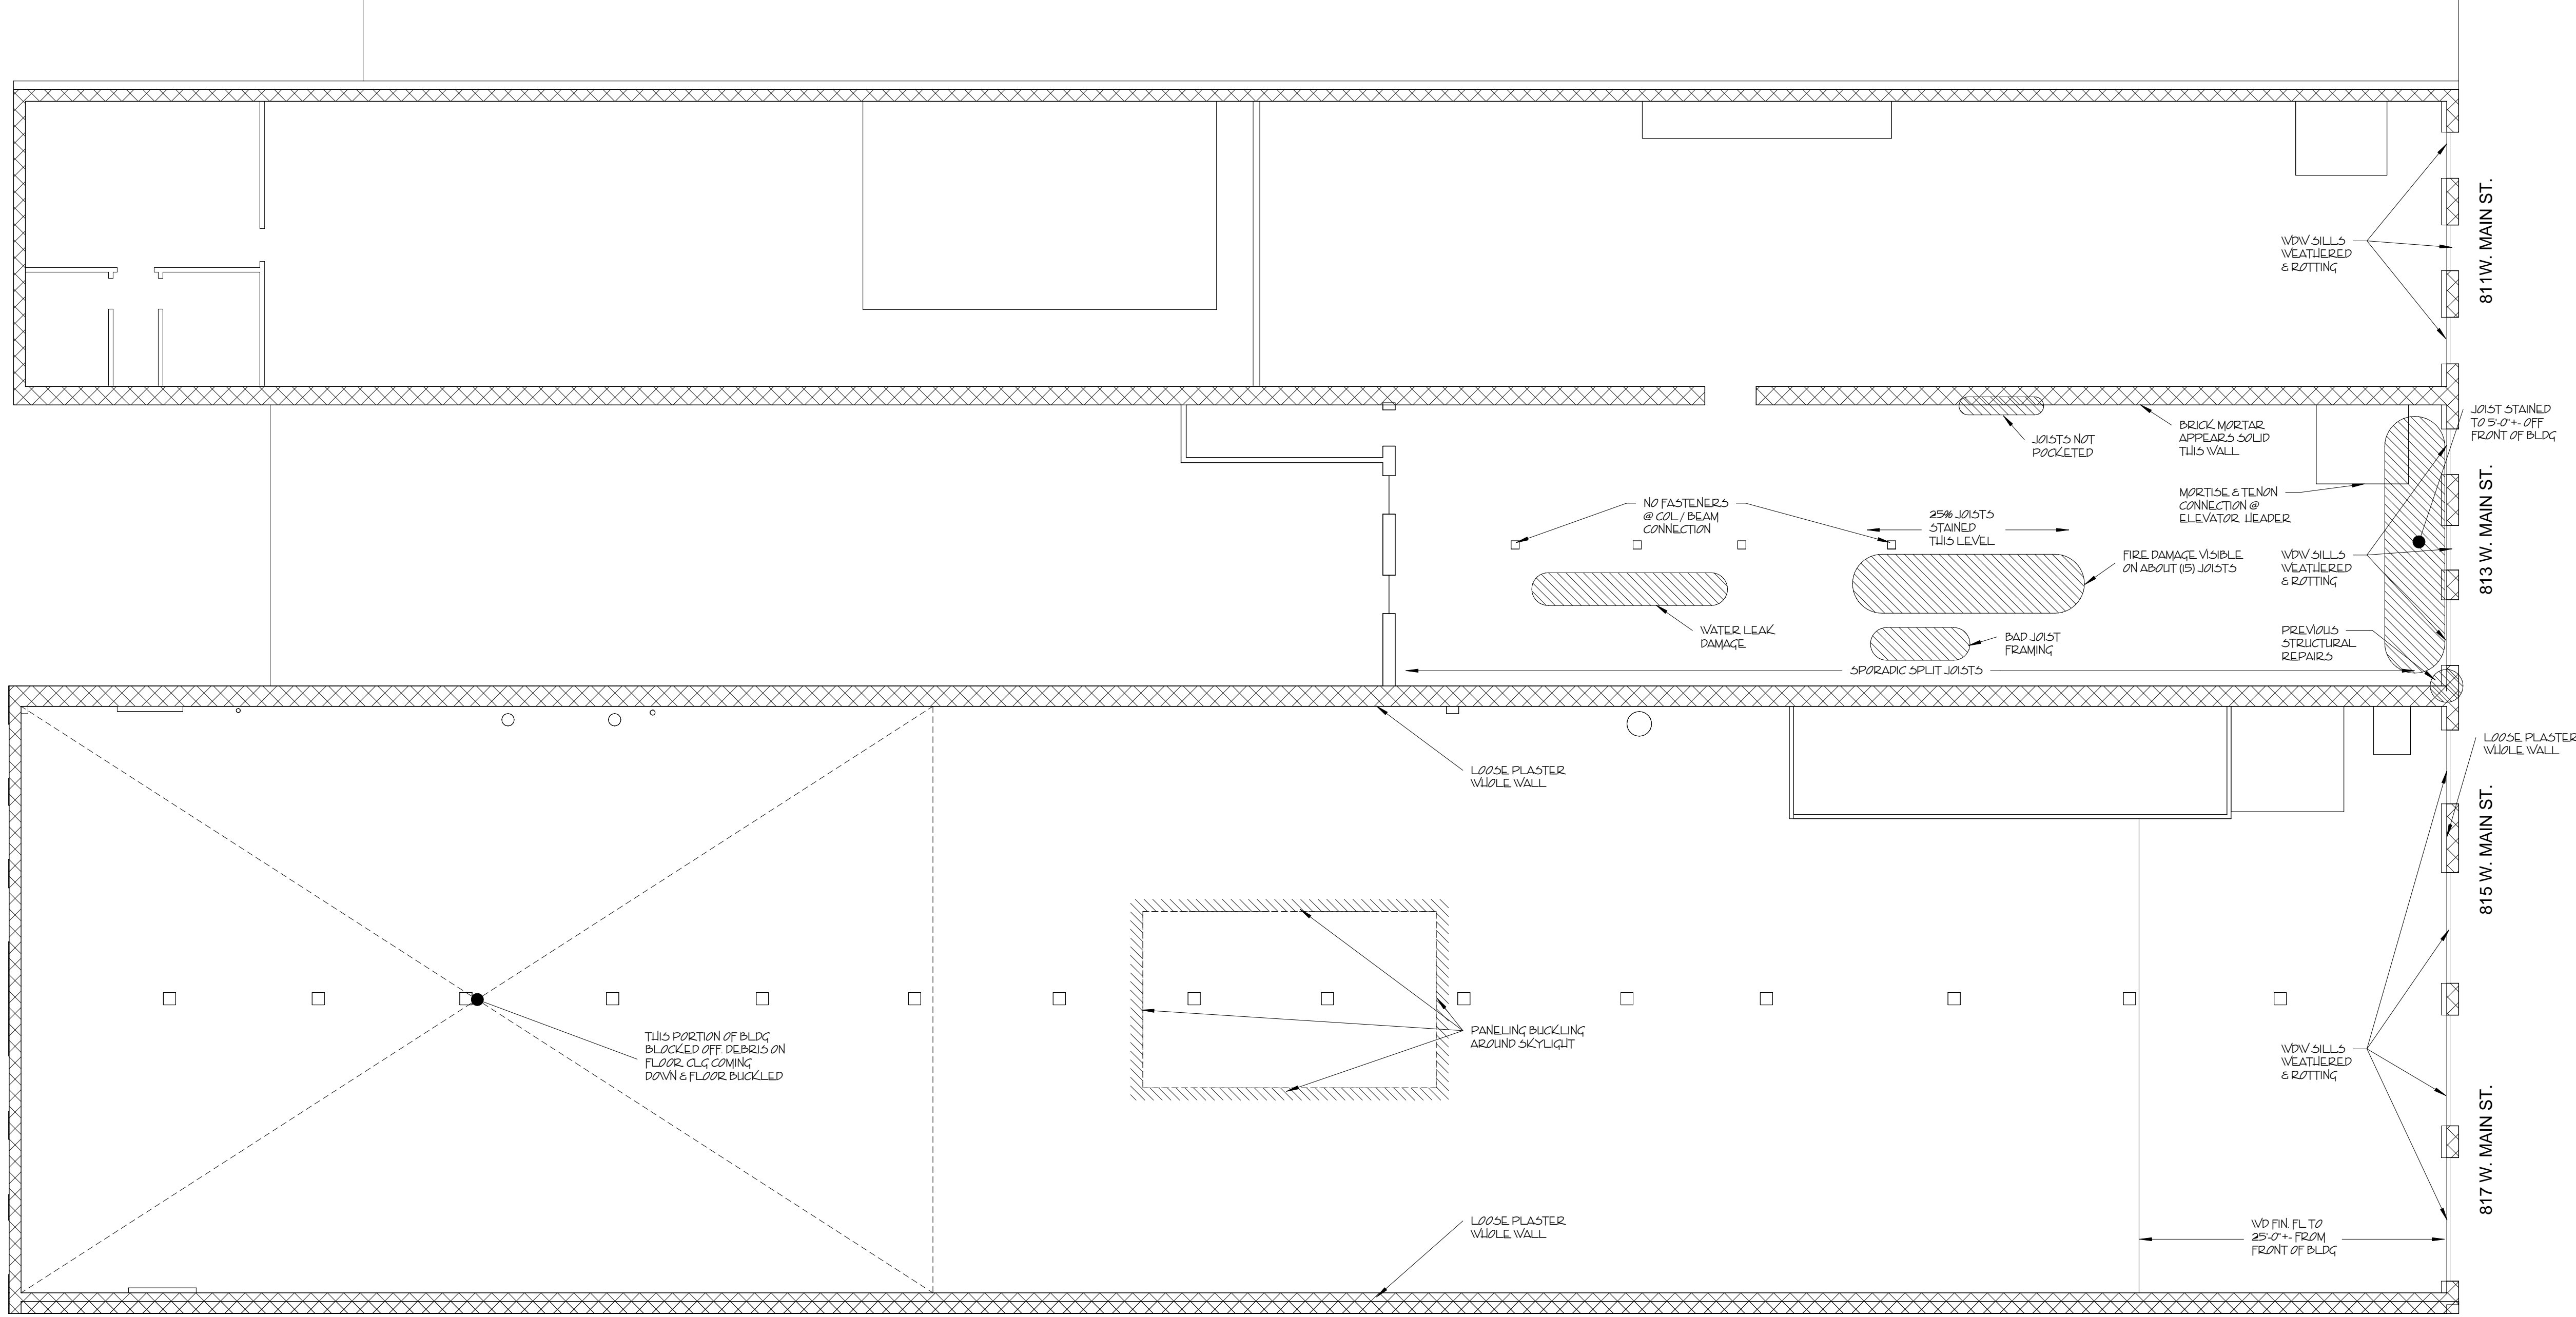 811W. MAIN ST.
WDW SILLS
WEATHERED
& ROTTING
JOIST STAINED
TO 5'-0"+- OFF
FRONT OF BLDG
BRICK MORTAR
APPEARS SOLID
THIS WALL
JOISTS NOT
POCKETED
813 W. MAIN ST.
MORTISE & TENON
CONNECTION @
ELEVATOR HEADER
NO FASTENERS
@ COL / BEAM
CONNECTION
25% JOISTS
STAINED
THIS LEVEL
FIRE DAMAGE VISIBLE
ON ABOUT (15) JOISTS
WDW SILLS
WEATHERED
& ROTTING
WATER LEAK
DAMAGE
BAD JOIST
FRAMING
PREVIOUS
STRUCTURAL
REPAIRS
SPORADIC SPLIT JOISTS
LOOSE PLASTER
WHOLE WALL
LOOSE PLASTER
WHOLE WALL
815 W. MAIN ST.
THIS PORTION OF BLDG
BLOCKED OFF. DEBRIS ON
FLOOR CLG COMING
DOWN & FLOOR BUCKLED
PANELING BUCKLING
AROUND SKYLIGHT
WDW SILLS
WEATHERED
& ROTTING
817 W. MAIN ST.
LOOSE PLASTER
WHOLE WALL
WD FIN. FL TO
25'-0"+- FROM
FRONT OF BLDG